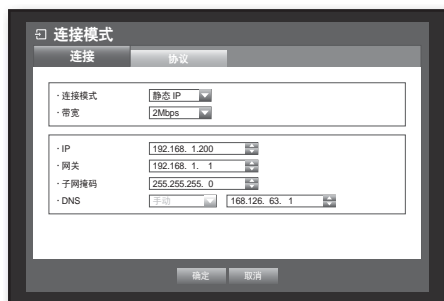 连接模式
连接 协议
· 连接模式 静态 IP
· 带宽 2Mbps
· IP 192.168. 1.200
· 网关 192.168. 1. 1
· 子网掩码 255.255.255. 0
· DNS 手动 168.126. 63. 1
确定 取消